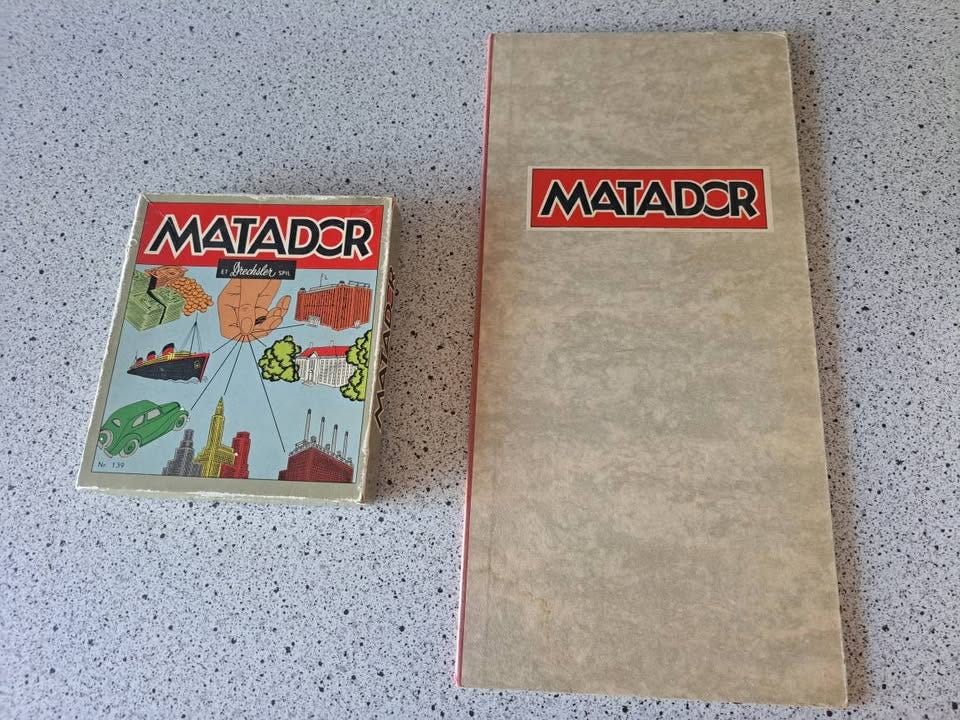 MATADOR
ET Drechsler SPIL
Nr. 139
MATADOR
MATADOR